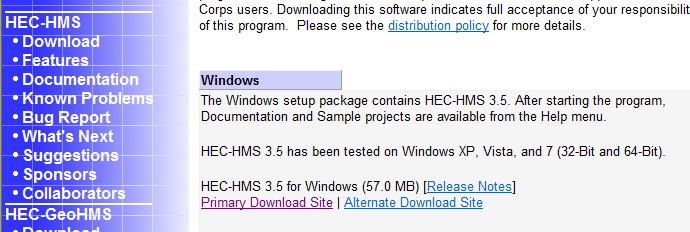 HEC-HMS
• Download
• Features
• Documentation
• Known Problems
• Bug Report
• What's Next
• Suggestions
• Sponsors
• Collaborators
HEC-GeoHMS
• Download
Corps users. Downloading this software indicates full acceptance of your responsibilit
of this program. Please see the distribution policy for more details.
Windows
The Windows setup package contains HEC-HMS 3.5. After starting the program,
Documentation and Sample projects are available from the Help menu.
HEC-HMS 3.5 has been tested on Windows XP, Vista, and 7 (32-Bit and 64-Bit).
HEC-HMS 3.5 for Windows (57.0 MB) [Release Notes]
Primary Download Site | Alternate Download Site